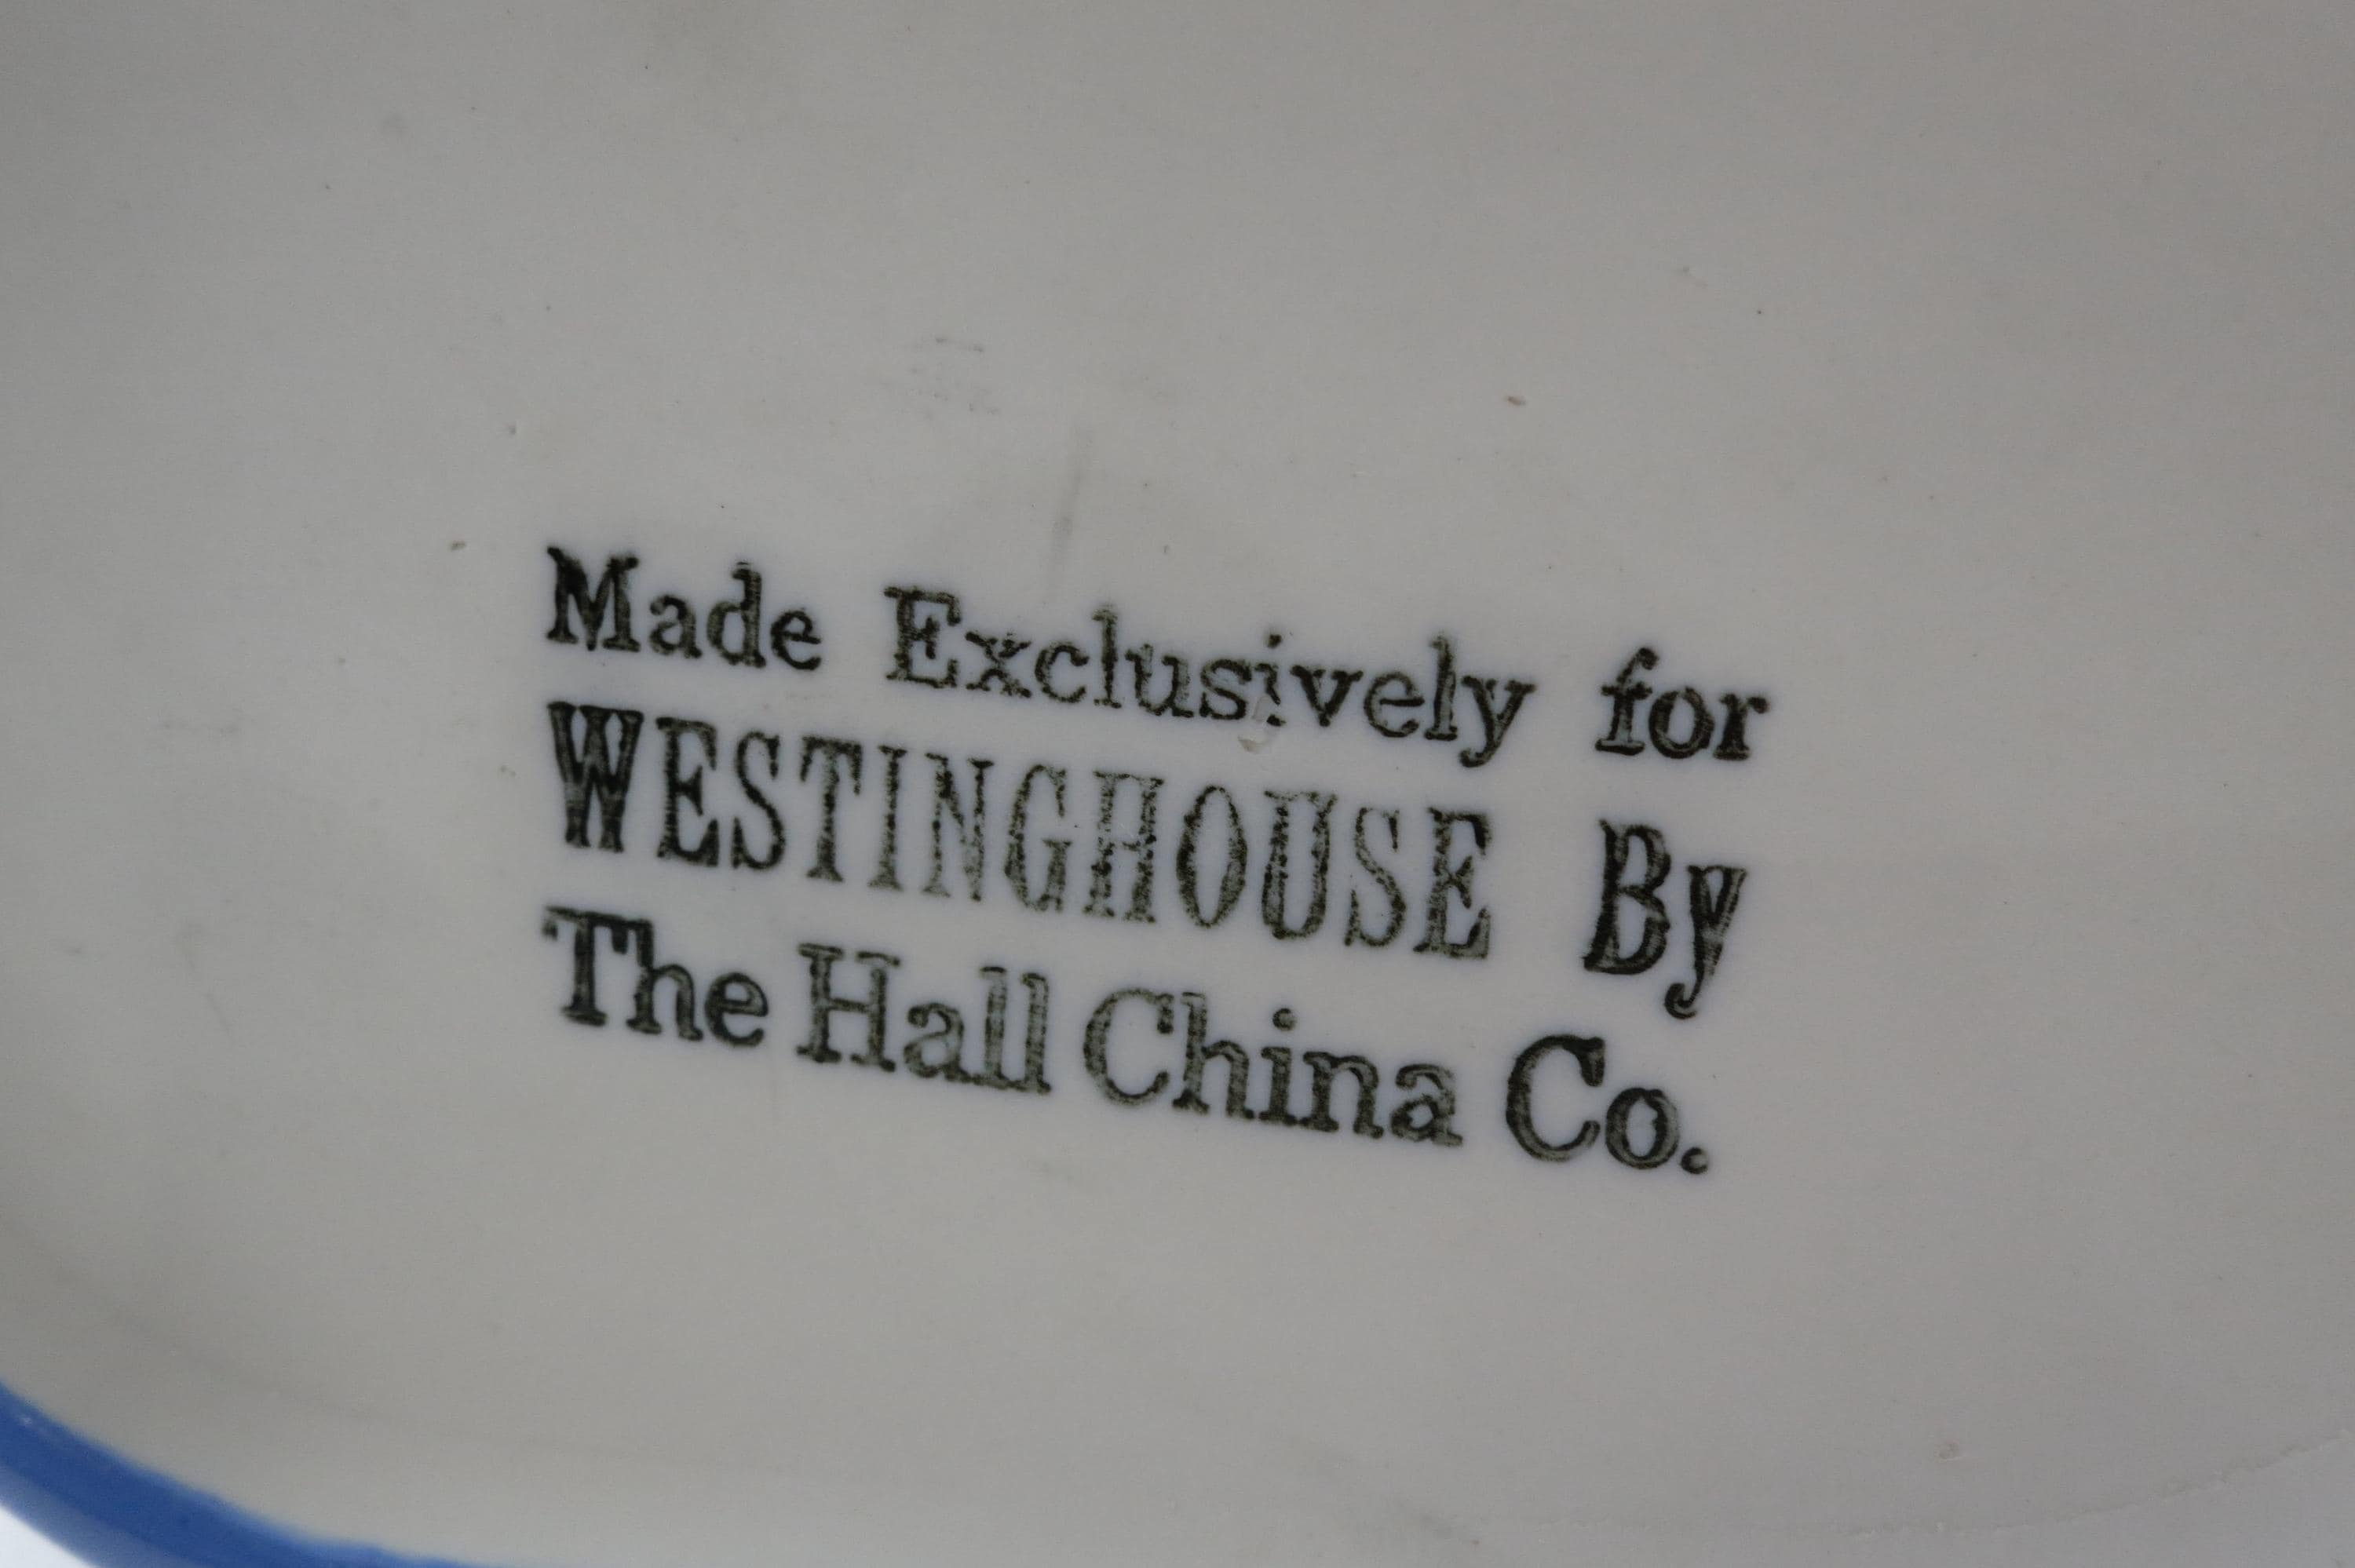 Made Exclusively for
WESTINGHOUSE By
The Hall China Co.